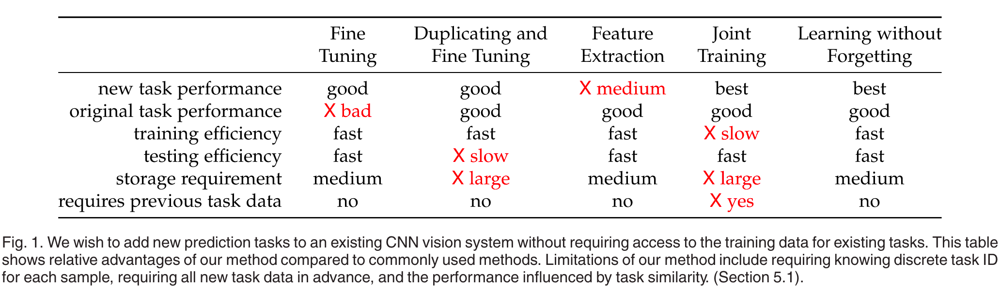 Fine Duplicating and Feature Joint Learning without
Tuning Fine Tuning Extraction Training Forgetting
new task performance good good X medium best best
original task performance X bad good good good good
training efficiency fast fast fast X slow fast
testing efficiency fast X slow fast fast fast
storage requirement medium X large medium X large medium
requires previous task data no no no X yes no
Fig. 1. We wish to add new prediction tasks to an existing CNN vision system without requiring access to the training data for existing tasks. This table
shows relative advantages of our method compared to commonly used methods. Limitations of our method include requiring knowing discrete task ID
for each sample, requiring all new task data in advance, and the performance influenced by task similarity. (Section 5.1).